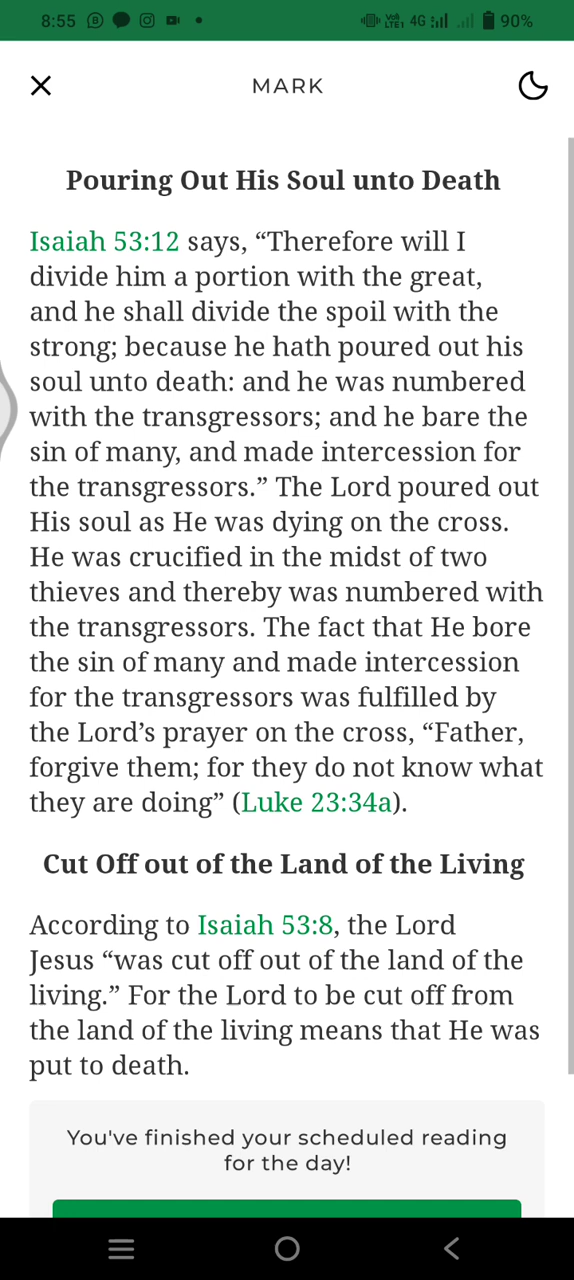 8:55
VoB
LTE1 4G
90%
MARK
Pouring Out His Soul unto Death
Isaiah 53:12 says, “Therefore will I
divide him a portion with the great,
and he shall divide the spoil with the
strong; because he hath poured out his
soul unto death: and he was numbered
with the transgressors; and he bare the
sin of many, and made intercession for
the transgressors.” The Lord poured out
His soul as He was dying on the cross.
He was crucified in the midst of two
thieves and thereby was numbered with
the transgressors. The fact that He bore
the sin of many and made intercession
for the transgressors was fulfilled by
the Lord’s prayer on the cross, “Father,
forgive them; for they do not know what
they are doing” (Luke 23:34a).
Cut Off out of the Land of the Living
According to Isaiah 53:8, the Lord
Jesus “was cut off out of the land of the
living.” For the Lord to be cut off from
the land of the living means that He was
put to death.
You've finished your scheduled reading
for the day!